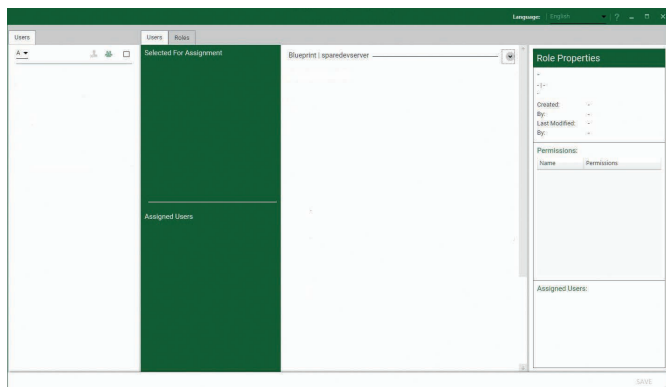 Language: English ?
Users
Users Roles
A
Selected For Assignment
Blueprint | sparedevserver
Role Properties
-
- | -
-
Created: -
By: -
Last Modified: -
By: -
Permissions:
Name Permissions
Assigned Users
Assigned Users:
SAVE